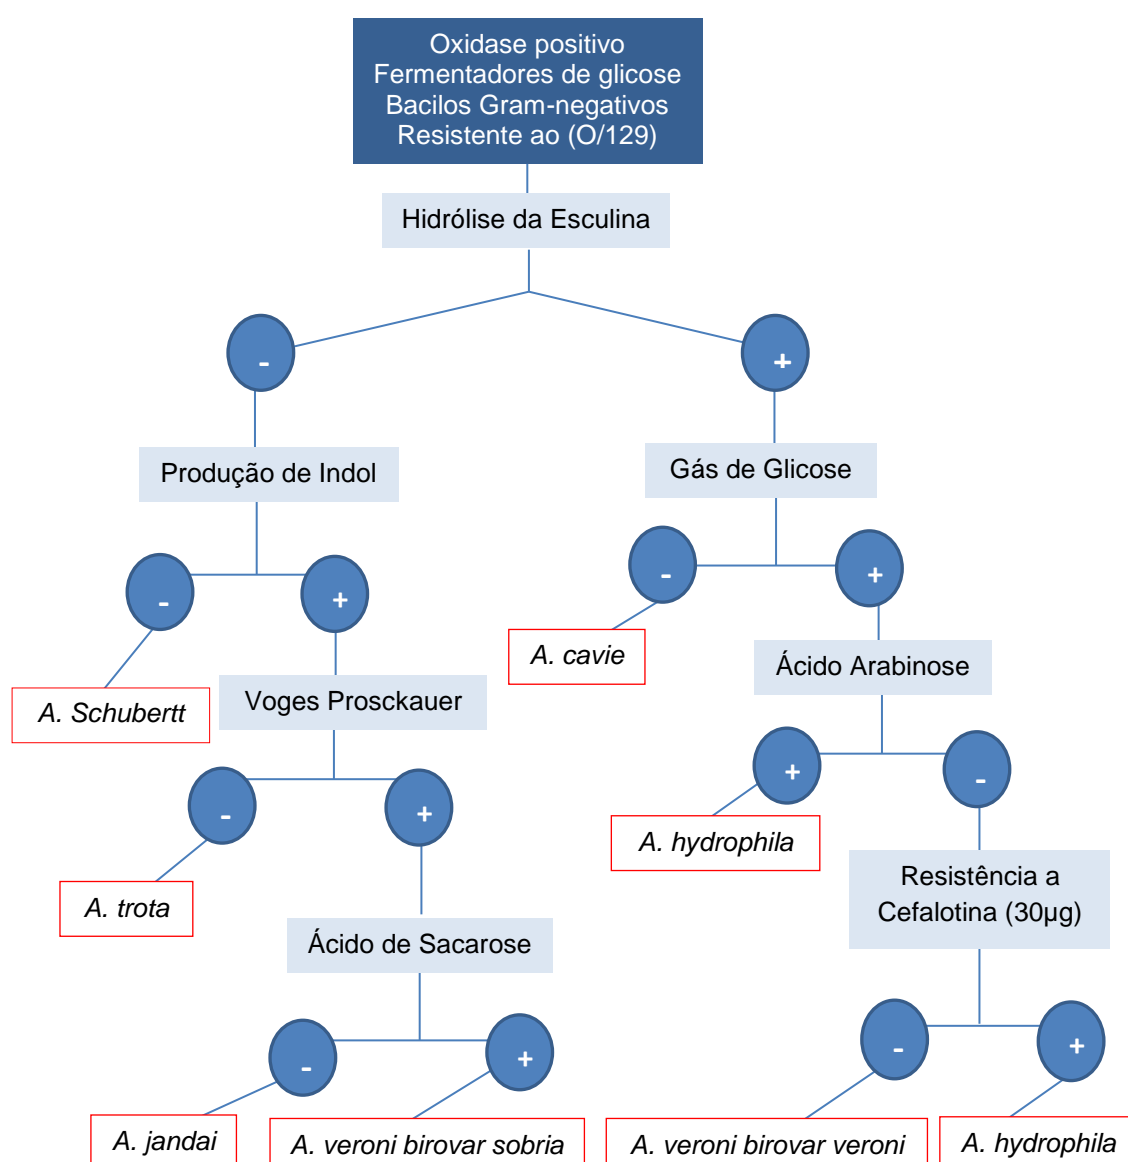 Oxidase positivo
Fermentadores de glicose
Bacilos Gram-negativos
Resistente ao (O/129)
Hidrólise da Esculina
-
+
Produção de Indol
Gás de Glicose
-
+
-
+
A. Schubertt
Voges Prosckauer
A. cavie
Ácido Arabinose
-
+
+
-
A. trota
A. hydrophila
Ácido de Sacarose
Resistência a
Cefalotina (30µg)
-
+
-
+
A. jandai
A. veroni birovar sobria
A. veroni birovar veroni
A. hydrophila